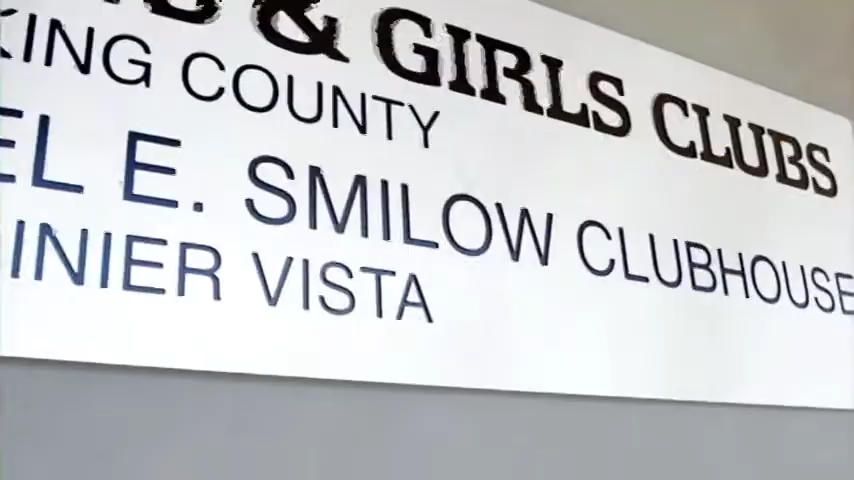 & GIRLS CLUBS
KING COUNTY
EL E. SMILOW CLUBHOUSE
INIER VISTA